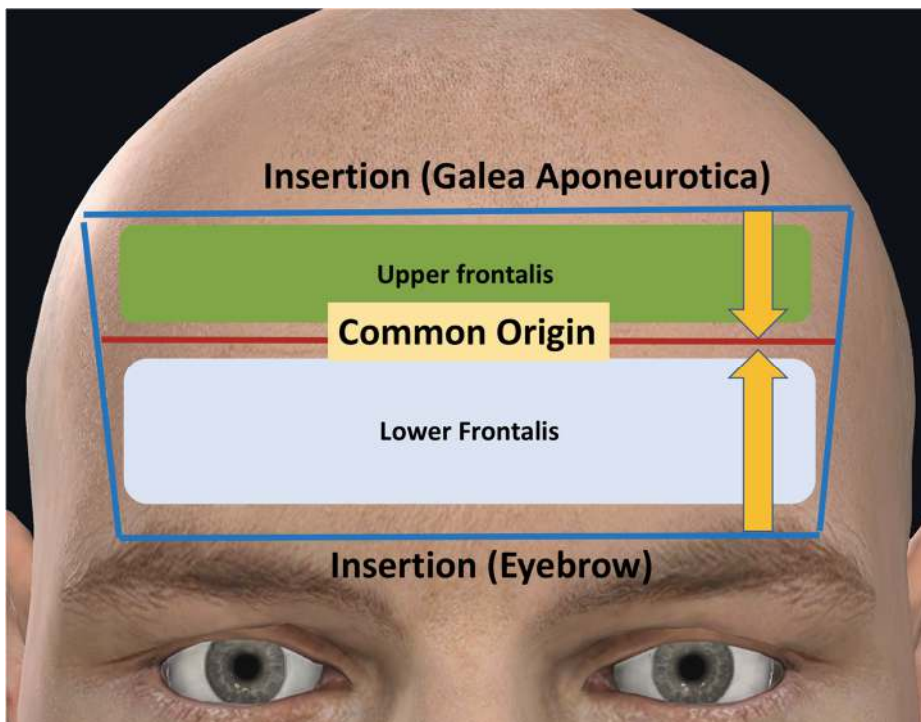 Insertion (Galea Aponeurotica)
Upper frontalis
Common Origin
Lower Frontalis
Insertion (Eyebrow)